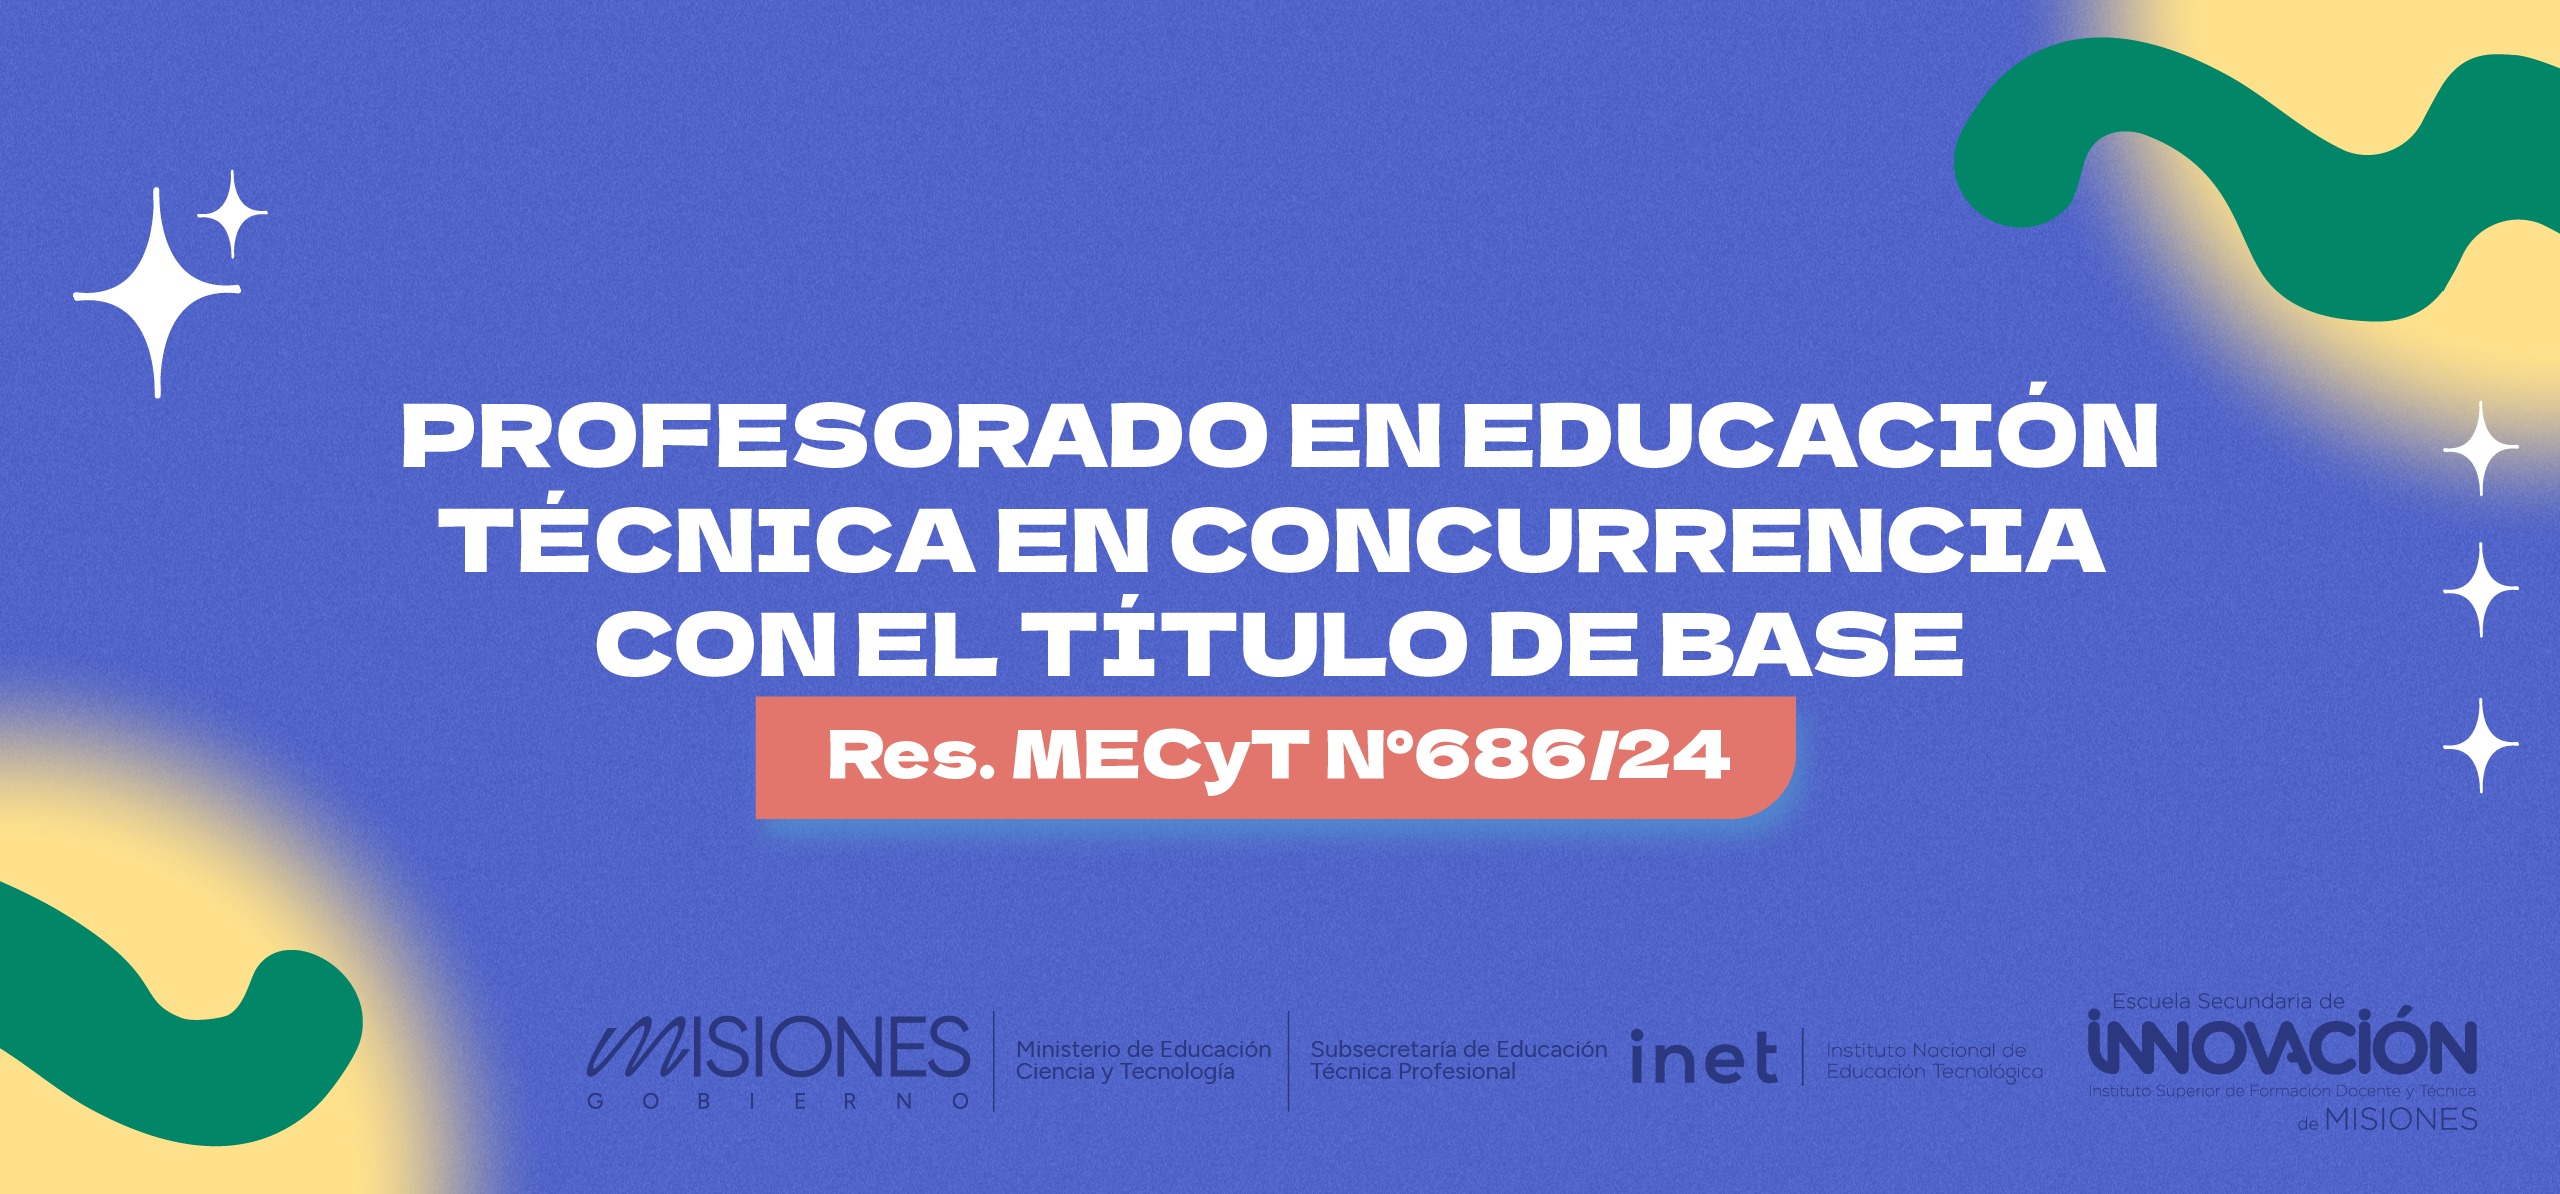 PROFESORADO EN EDUCACIÓN
TÉCNICA EN CONCURRENCIA
CON EL TÍTULO DE BASE
Res. MECyT N°686/24
MISIONES
GOBIERNO
Ministerio de Educación
Ciencia y Tecnología
Subsecretaría de Educación
Técnica Profesional
inet
Instituto Nacional de
Educación Tecnológica
Escuela Secundaria de
iNNOVACiÓN
Instituto Superior de Formación Docente y Técnica
de MISIONES